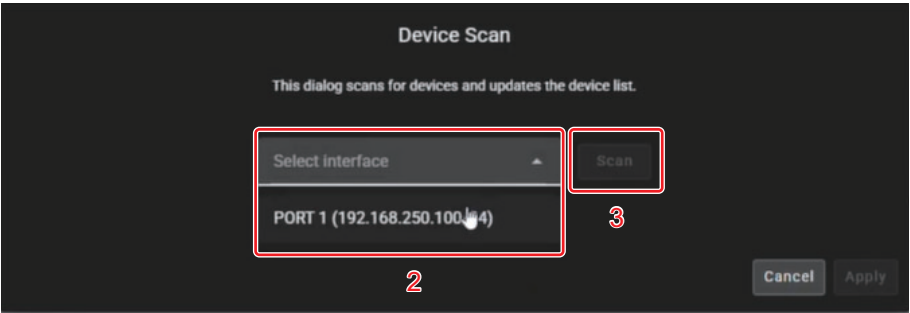 Device Scan
This dialog scans for devices and updates the device list.
Select interface
Scan
PORT 1 (192.168.250.100 4)
3
2
Cancel
Apply